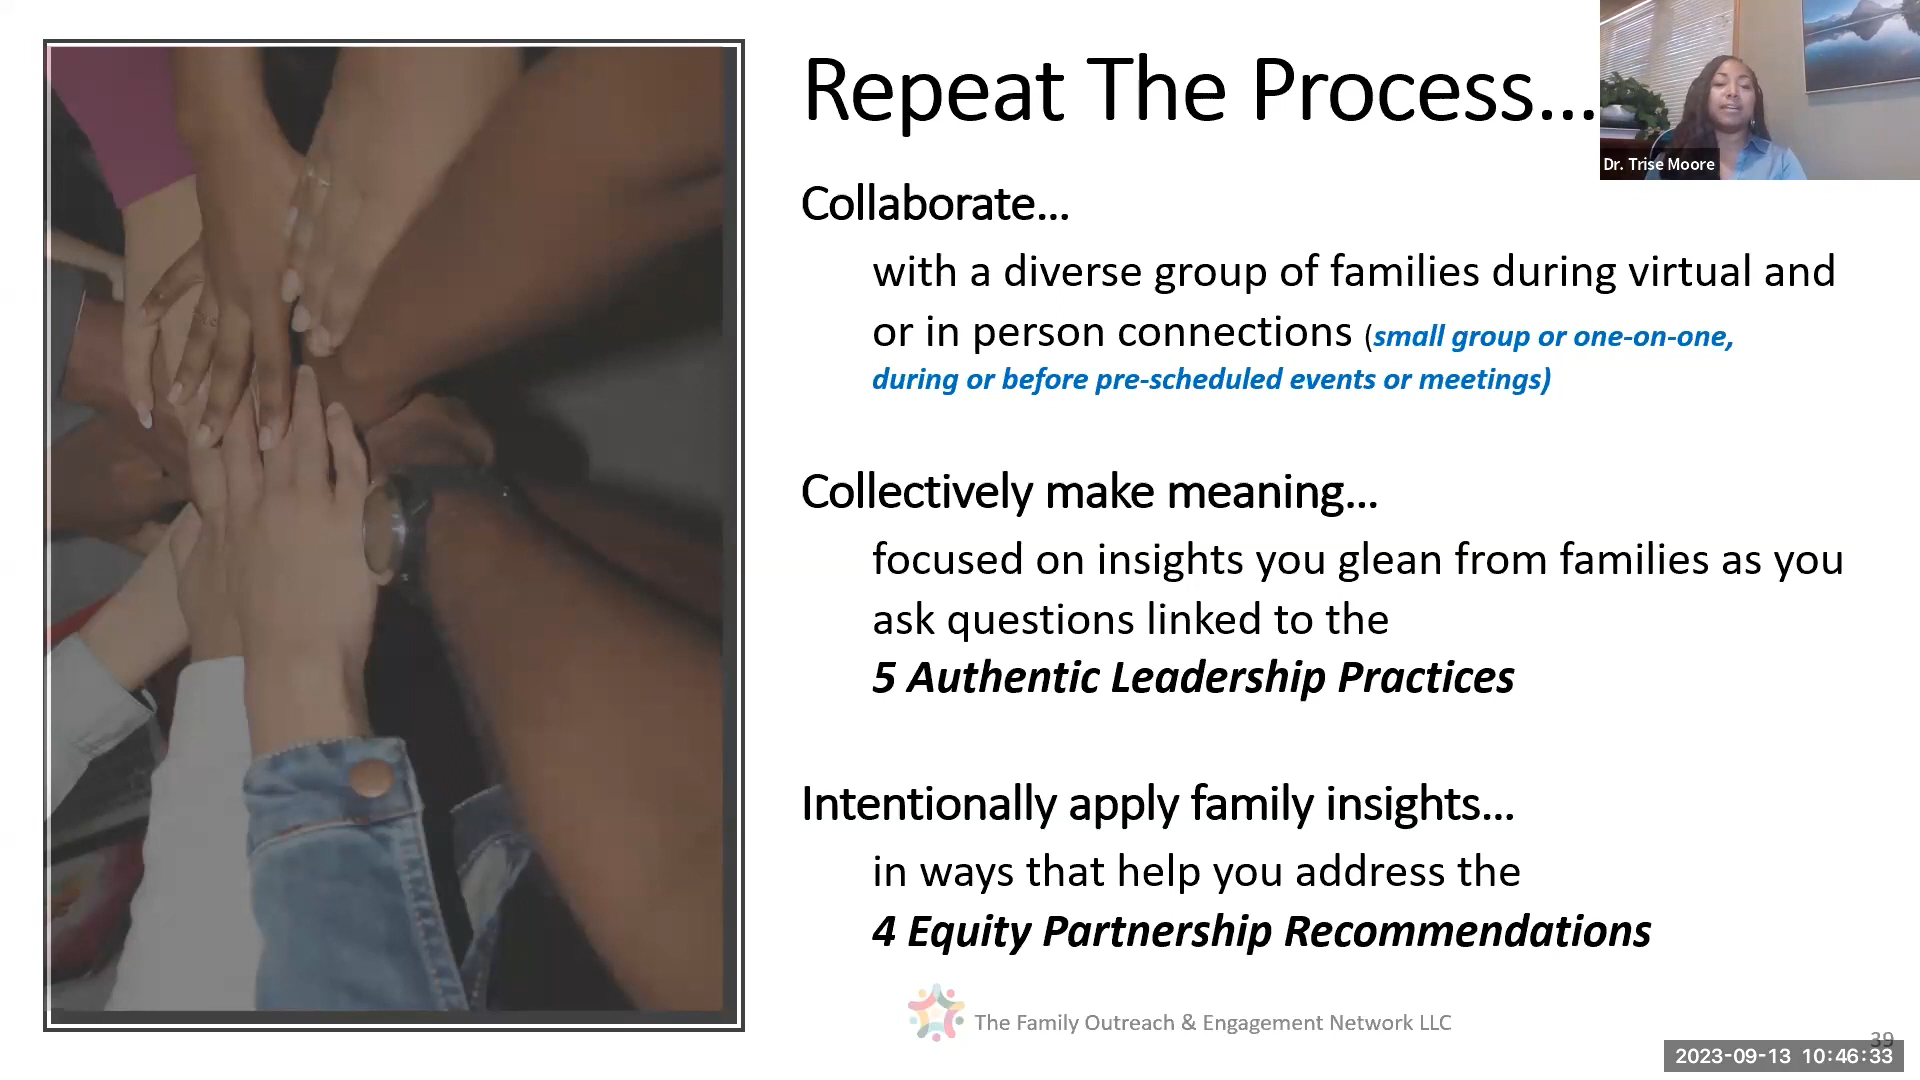 Repeat The Process...
Dr. Trise Moore
Collaborate...
with a diverse group of families during virtual and
or in person connections (small group or one-on-one,
during or before pre-scheduled events or meetings)
Collectively make meaning...
focused on insights you glean from families as you
ask questions linked to the
5 Authentic Leadership Practices
Intentionally apply family insights...
in ways that help you address the
4 Equity Partnership Recommendations
The Family Outreach & Engagement Network LLC
39
2023-09-13 10:46:33